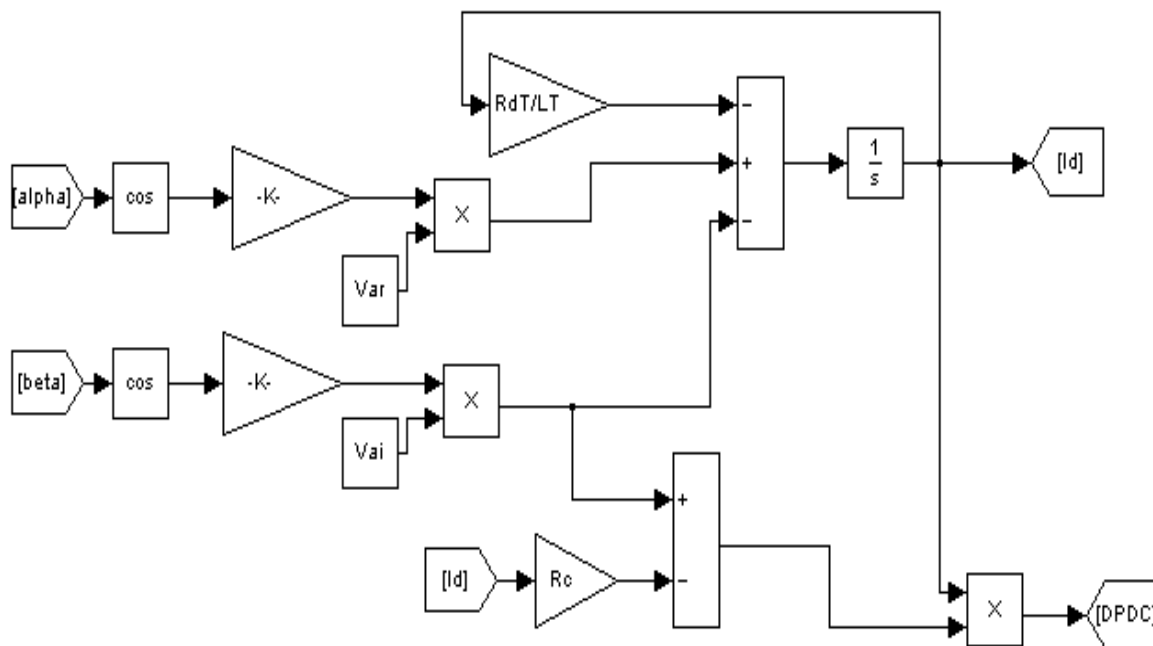 RdT/LT
−
+
−
1
s
[Id]
[alpha]
cos
-K-
X
Var
[beta]
cos
-K-
X
Vai
+
−
[Id]
Rc
X
[DPDC]